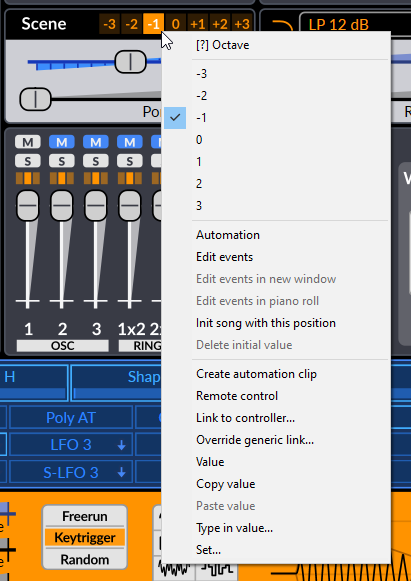 Scene -3 -2 -1 0 +1 +2 +3
LP 12 dB
[?] Octave
-3
-2
-1
0
1
2
3
Automation
Edit events
Edit events in new window
Edit events in piano roll
Init song with this position
Delete initial value
Create automation clip
Remote control
Link to controller...
Override generic link...
Value
Copy value
Paste value
Type in value...
Set...
Po
M M M
S S S
1 2 3 1x2
OSC RING
H Shap
Poly AT
LFO 3
S-LFO 3
Freerun
Keytrigger
Random